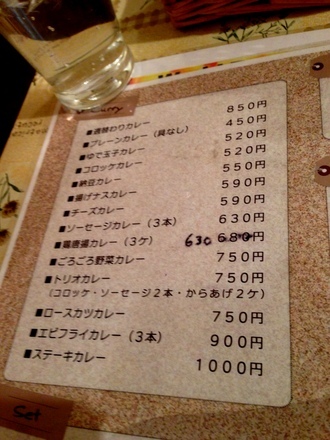 Curry
■週替わりカレー 850円
■プレーンカレー（具なし） 450円
■ゆで玉子カレー 520円
■コロッケカレー 520円
■納豆カレー 550円
■揚げナスカレー 590円
■チーズカレー 590円
■ソーセージカレー（3本） 630円
■鶏唐揚カレー（3ケ） 630 680円
■ごろごろ野菜カレー 750円
■トリオカレー 750円
（コロッケ・ソーセージ2本・からあげ2ケ）
■ロースカツカレー 750円
■エビフライカレー（3本） 900円
■ステーキカレー 1000円
Set